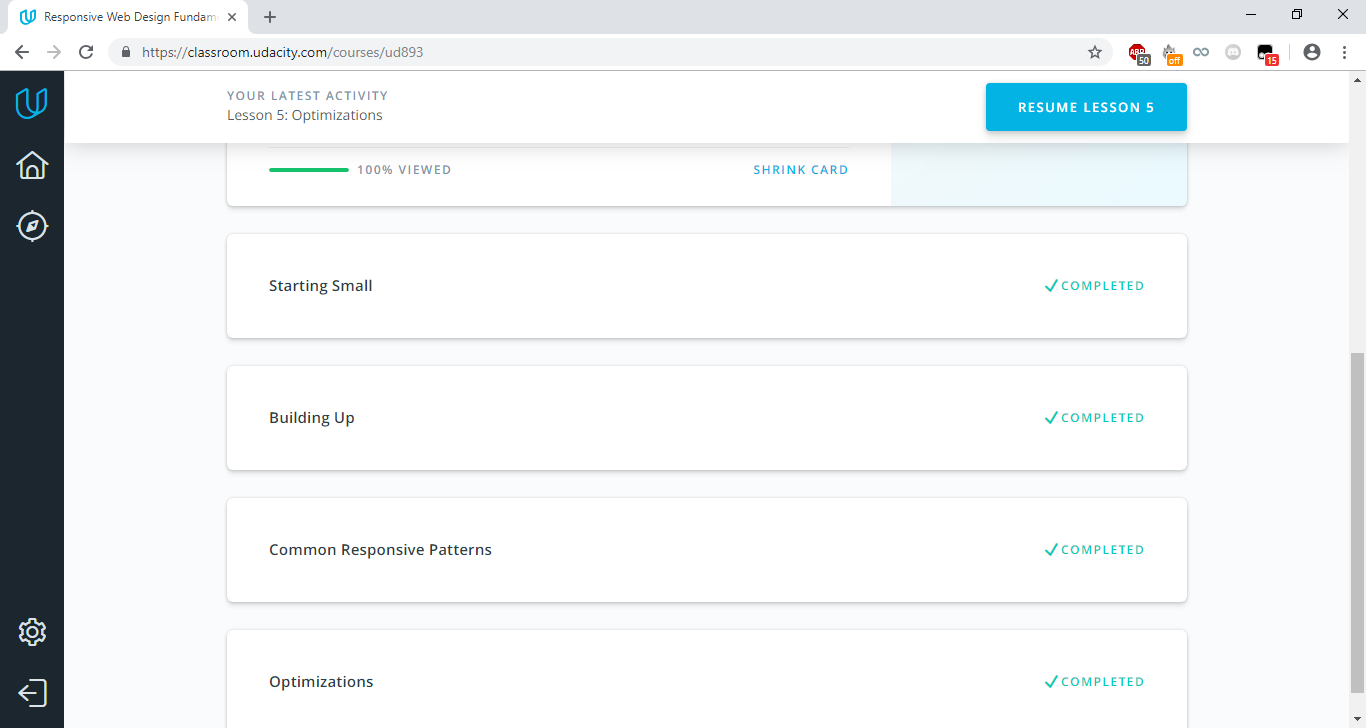 Responsive Web Design Fundam
https://classroom.udacity.com/courses/ud893
ABP
50
off
15
YOUR LATEST ACTIVITY
Lesson 5: Optimizations
RESUME LESSON 5
100% VIEWED
SHRINK CARD
Starting Small
COMPLETED
Building Up
COMPLETED
Common Responsive Patterns
COMPLETED
Optimizations
COMPLETED